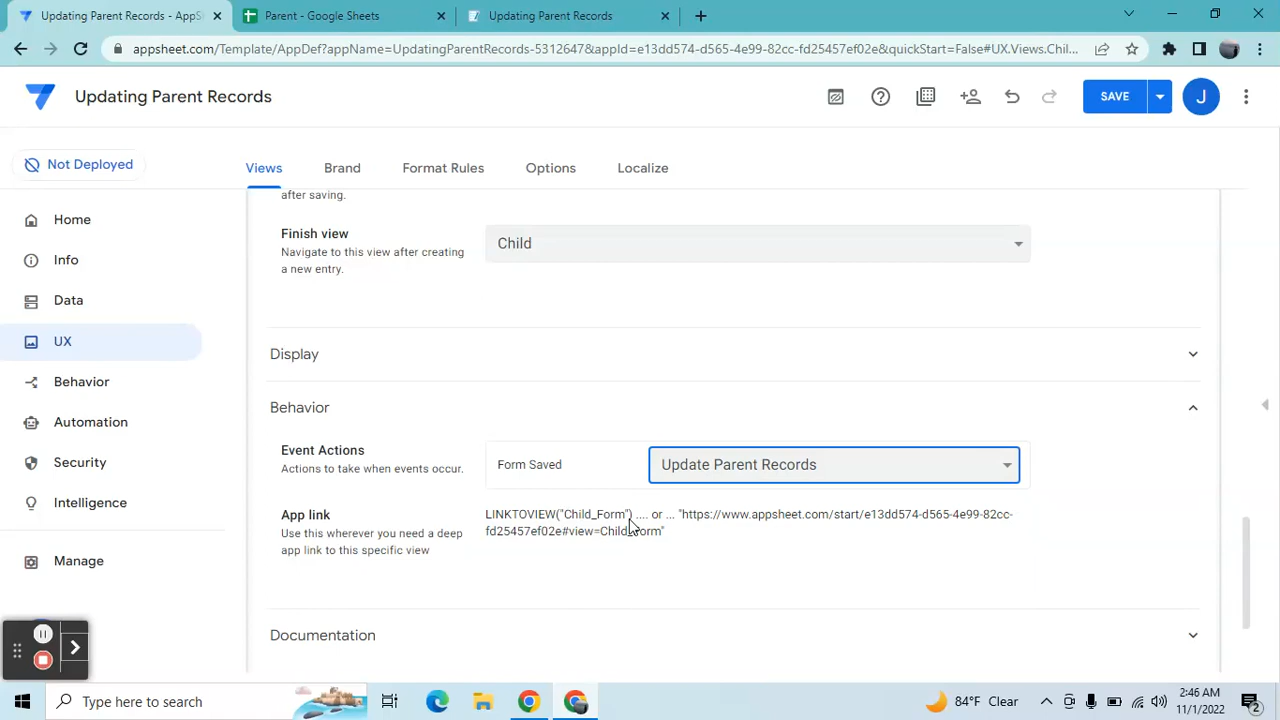 Updating Parent Records - AppS
Parent - Google Sheets
Updating Parent Records
appsheet.com/Template/AppDef?appName=UpdatingParentRecords-5312647&appId=e13dd574-d565-4e99-82cc-fd25457ef02e&quickStart=False#UX.Views.Chil...
Updating Parent Records
SAVE
J
Not Deployed
Views
Brand
Format Rules
Options
Localize
Home
Info
Data
UX
Behavior
Automation
Security
Intelligence
Manage
after saving.
Finish view
Navigate to this view after creating
a new entry.
Child
Display
Behavior
Event Actions
Actions to take when events occur.
Form Saved
Update Parent Records
App link
Use this wherever you need a deep
app link to this specific view
LINKTOVIEW("Child_Form") .... or ... "https://www.appsheet.com/start/e13dd574-d565-4e99-82cc-
fd25457ef02e#view=Child_Form"
Documentation
Type here to search
84°F Clear
2:46 AM
11/1/2022
2